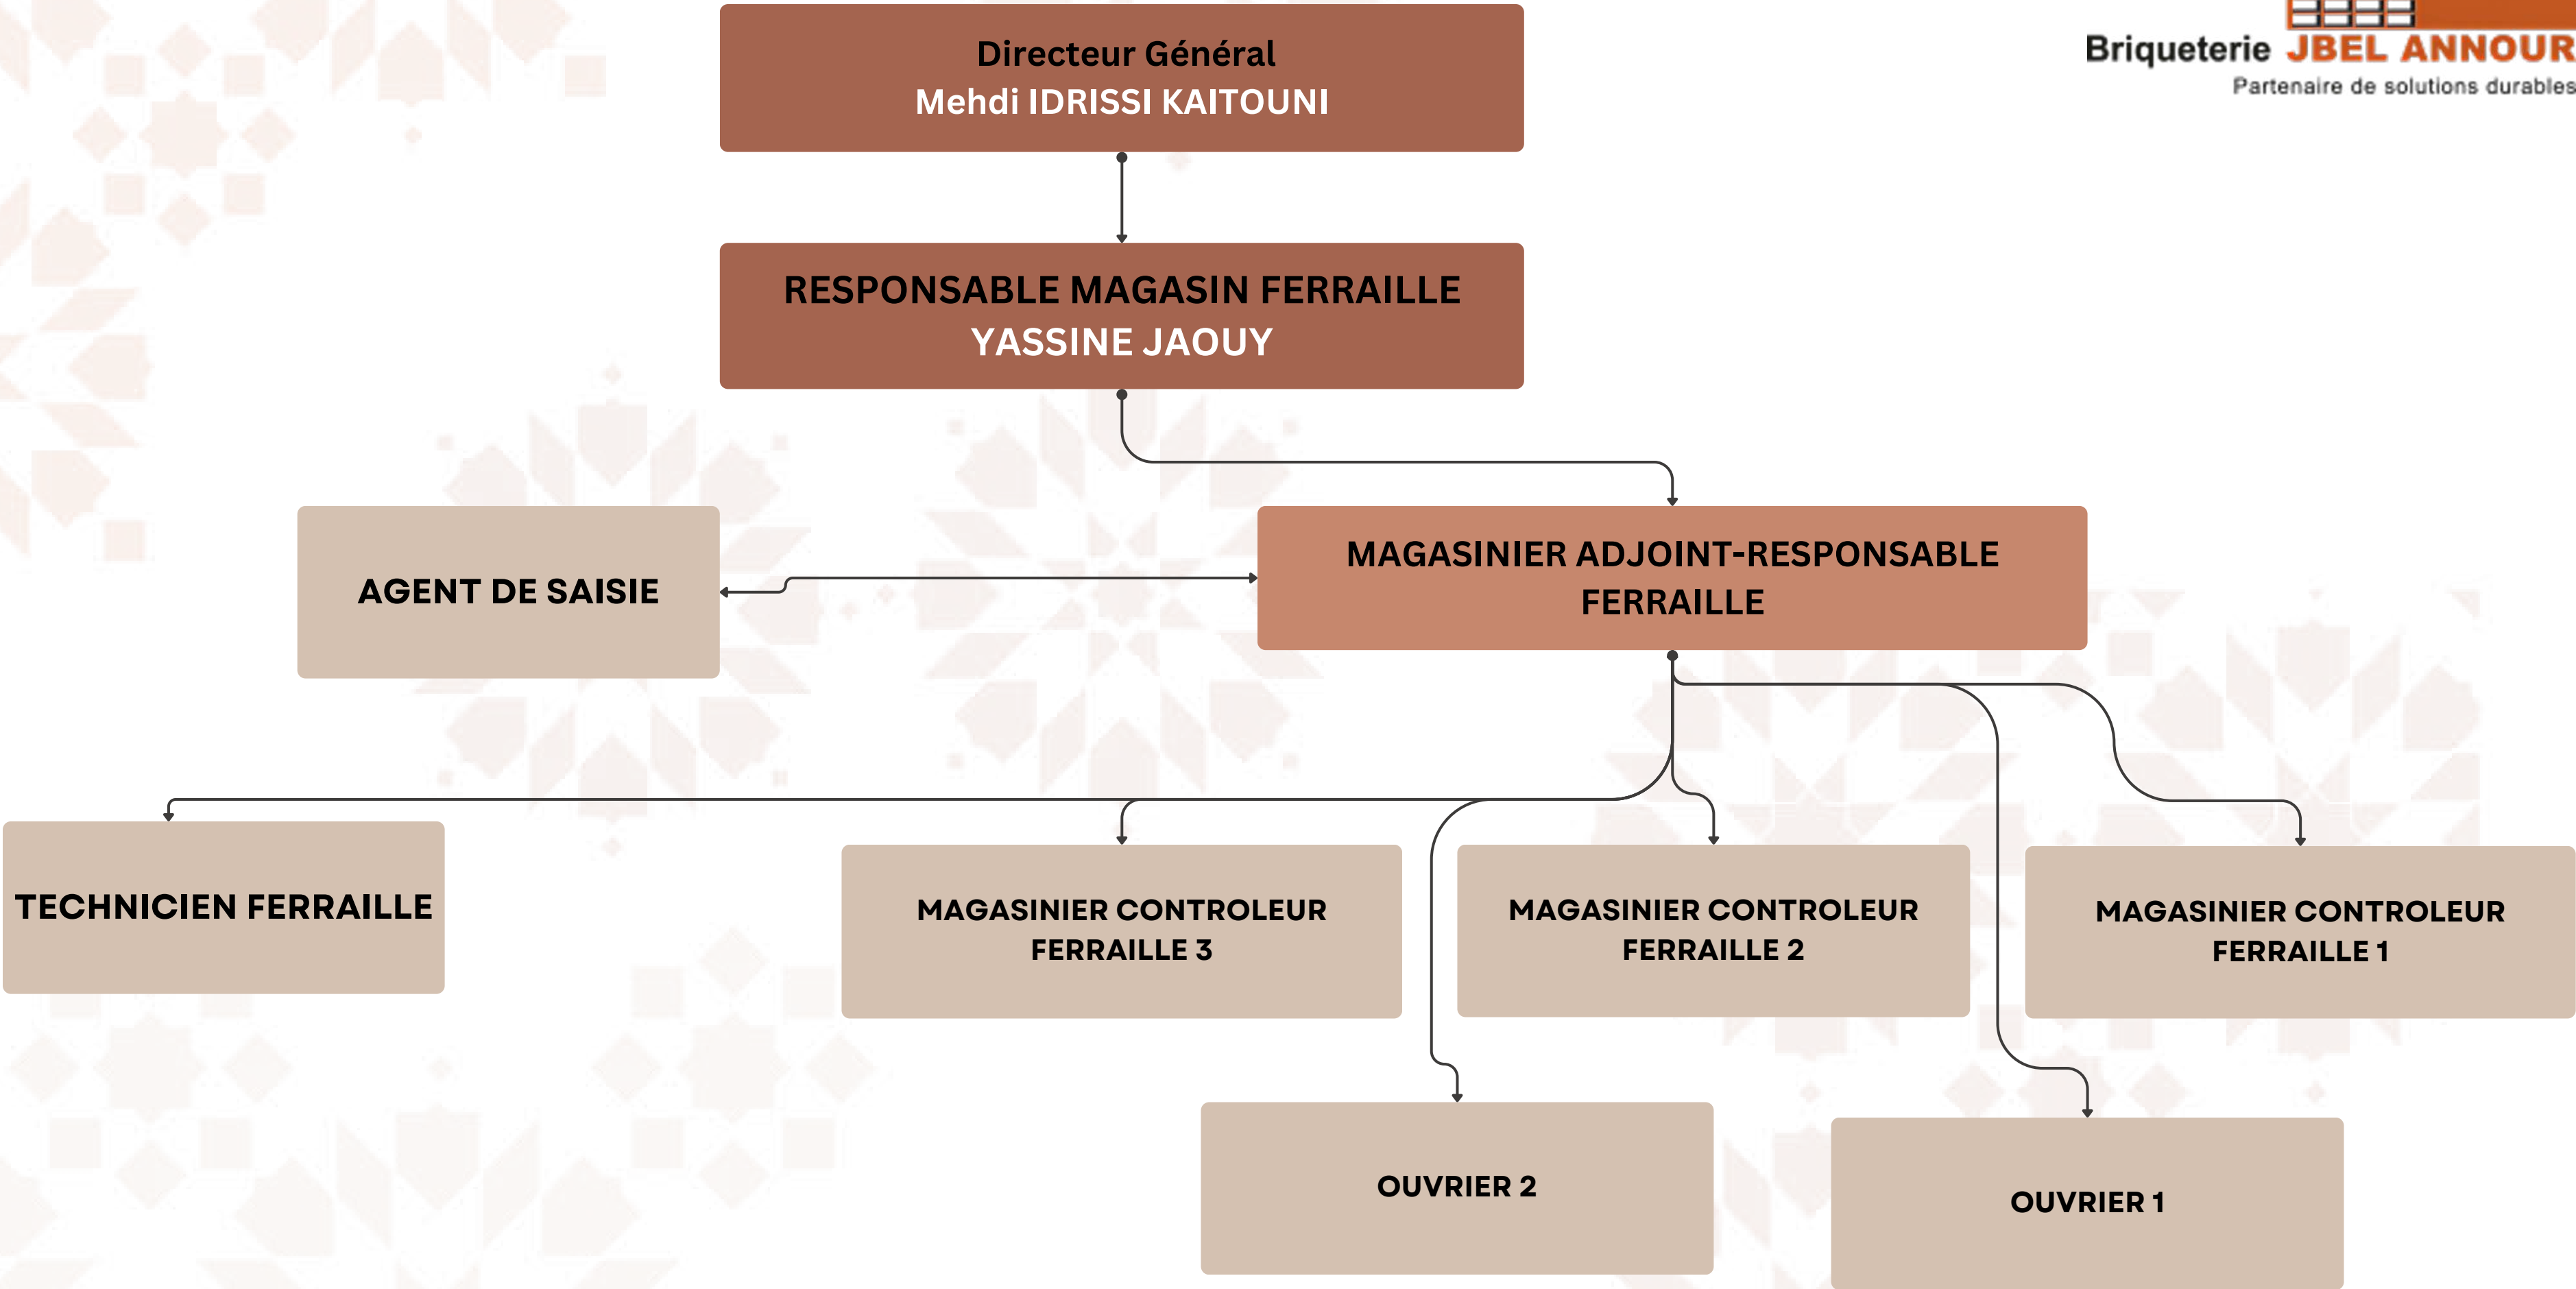 Briqueterie JBEL ANNOUR
Partenaire de solutions durables
Directeur Général
Mehdi IDRISSI KAITOUNI
RESPONSABLE MAGASIN FERRAILLE
YASSINE JAOUY
AGENT DE SAISIE
MAGASINIER ADJOINT-RESPONSABLE
FERRAILLE
TECHNICIEN FERRAILLE
MAGASINIER CONTROLEUR
FERRAILLE 3
MAGASINIER CONTROLEUR
FERRAILLE 2
MAGASINIER CONTROLEUR
FERRAILLE 1
OUVRIER 2
OUVRIER 1